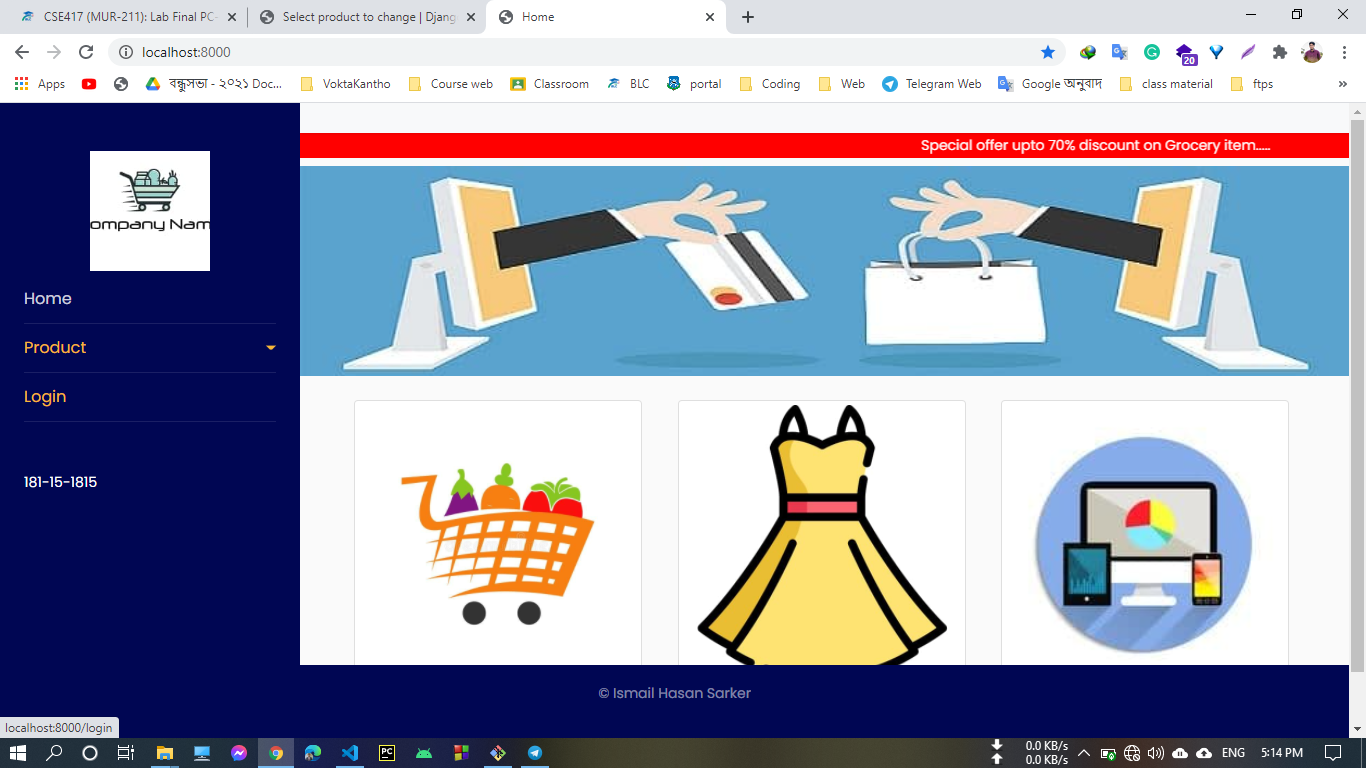 CSE417 (MUR-211): Lab Final PC-
Select product to change | Djang
Home
localhost:8000
20
Apps
বন্ধুসভা - ২০২১ Doc...
VoktaKantho
Course web
Classroom
BLC
portal
Coding
Web
Telegram Web
Google অনুবাদ
class material
ftps
»
Special offer upto 70% discount on Grocery item.....
ompany Nam
Home
Product
Login
181-15-1815
© Ismail Hasan Sarker
localhost:8000/login
PC
0.0 KB/s
0.0 KB/s
ENG
5:14 PM